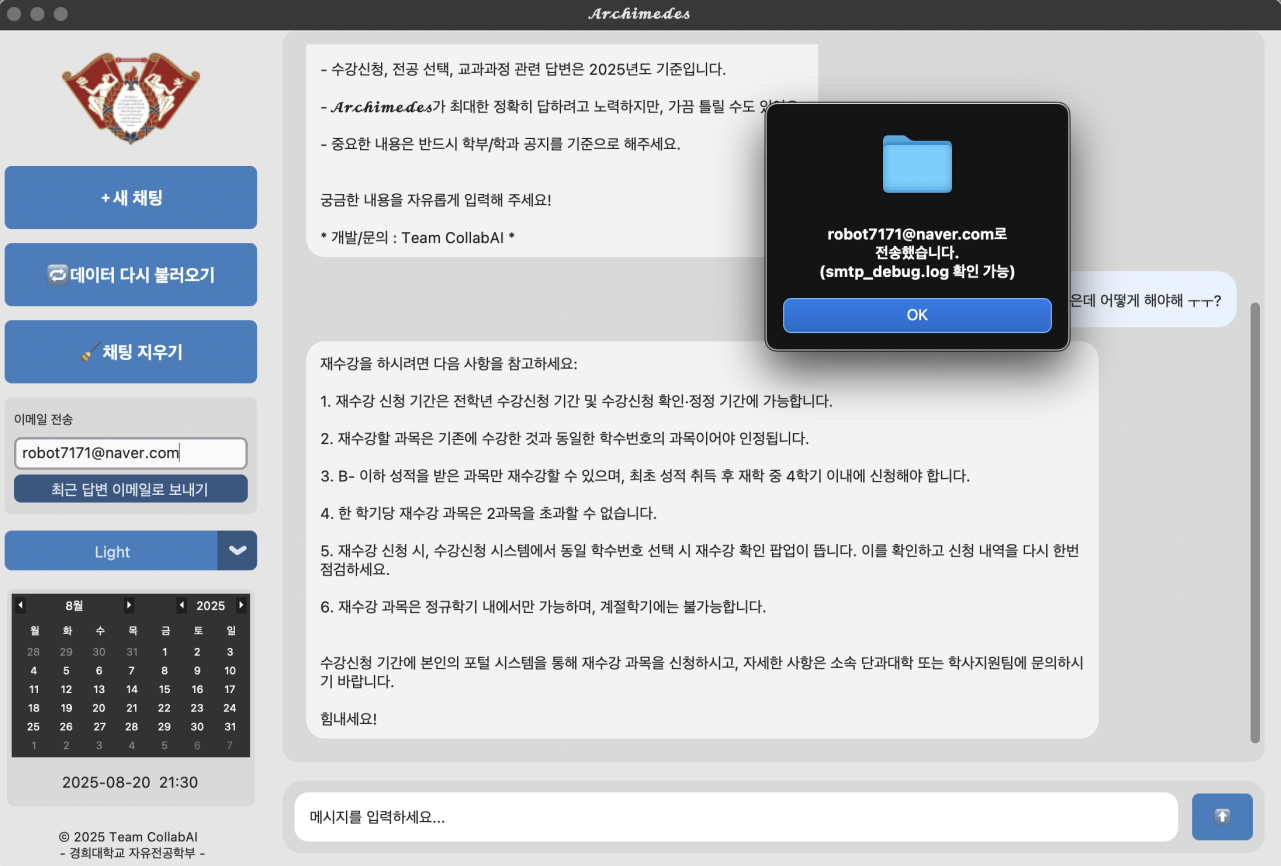 Archimedes
+ 새 채팅
데이터 다시 불러오기
채팅 지우기
이메일 전송
robot7171@naver.com
최근 답변 이메일로 보내기
Light
8월 2025
월 화 수 목 금 토 일
28 29 30 31 1 2 3
4 5 6 7 8 9 10
11 12 13 14 15 16 17
18 19 20 21 22 23 24
25 26 27 28 29 30 31
1 2 3 4 5 6 7
2025-08-20 21:30
© 2025 Team CollabAI
- 경희대학교 자유전공학부 -
- 수강신청, 전공 선택, 교과과정 관련 답변은 2025년도 기준입니다.
- Archimedes가 최대한 정확히 답하려고 노력하지만, 가끔 틀릴 수도
- 중요한 내용은 반드시 학부/학과 공지를 기준으로 해주세요.
궁금한 내용을 자유롭게 입력해 주세요!
* 개발/문의 : Team CollabAI *
robot7171@naver.com로
전송했습니다.
(smtp_debug.log 확인 가능)
OK
은데 어떻게 해야해 ㅜㅜ?
재수강을 하시려면 다음 사항을 참고하세요:
1. 재수강 신청 기간은 전학년 수강신청 기간 및 수강신청 확인·정정 기간에 가능합니다.
2. 재수강할 과목은 기존에 수강한 것과 동일한 학수번호의 과목이어야 인정됩니다.
3. B- 이하 성적을 받은 과목만 재수강할 수 있으며, 최초 성적 취득 후 재학 중 4학기 이내에 신청해야 합니다.
4. 한 학기당 재수강 과목은 2과목을 초과할 수 없습니다.
5. 재수강 신청 시, 수강신청 시스템에서 동일 학수번호 선택 시 재수강 확인 팝업이 뜹니다. 이를 확인하고 신청 내역을 다시 한번
점검하세요.
6. 재수강 과목은 정규학기 내에서만 가능하며, 계절학기에는 불가능합니다.
수강신청 기간에 본인의 포털 시스템을 통해 재수강 과목을 신청하시고, 자세한 사항은 소속 단과대학 또는 학사지원팀에 문의하시
기 바랍니다.
힘내세요!
메시지를 입력하세요...